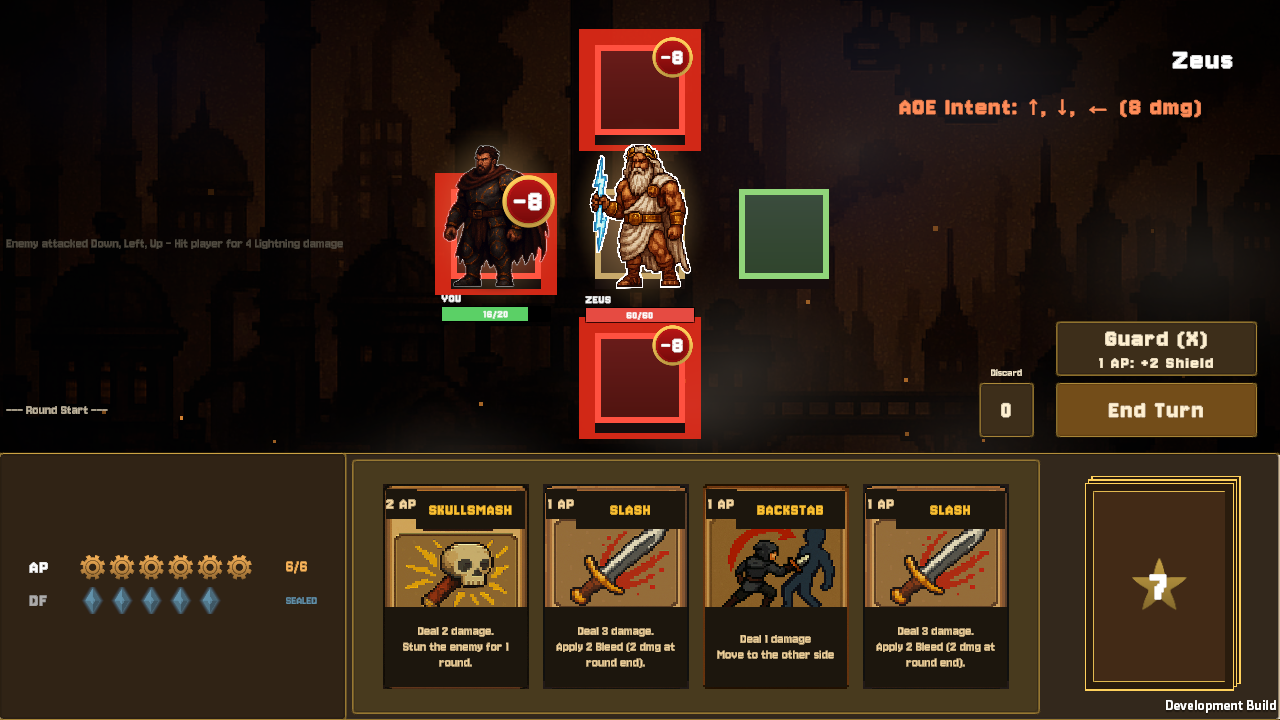 Zeus
AOE Intent: ↑, ↓, ← (8 dmg)
-8
-8
-8
Enemy attacked Down, Left, Up - Hit player for 4 Lightning damage
YOU
16/20
ZEUS
60/60
--- Round Start ---
Guard (X)
1 AP: +2 Shield
Discard
0
End Turn
AP
6/6
DF
SEALED
2 AP
SKULLSMASH
Deal 2 damage.
Stun the enemy for 1
round.
1 AP
SLASH
Deal 3 damage.
Apply 2 Bleed (2 dmg at
round end).
1 AP
BACKSTAB
Deal 1 damage
Move to the other side
1 AP
SLASH
Deal 3 damage.
Apply 2 Bleed (2 dmg at
round end).
7
Development Build